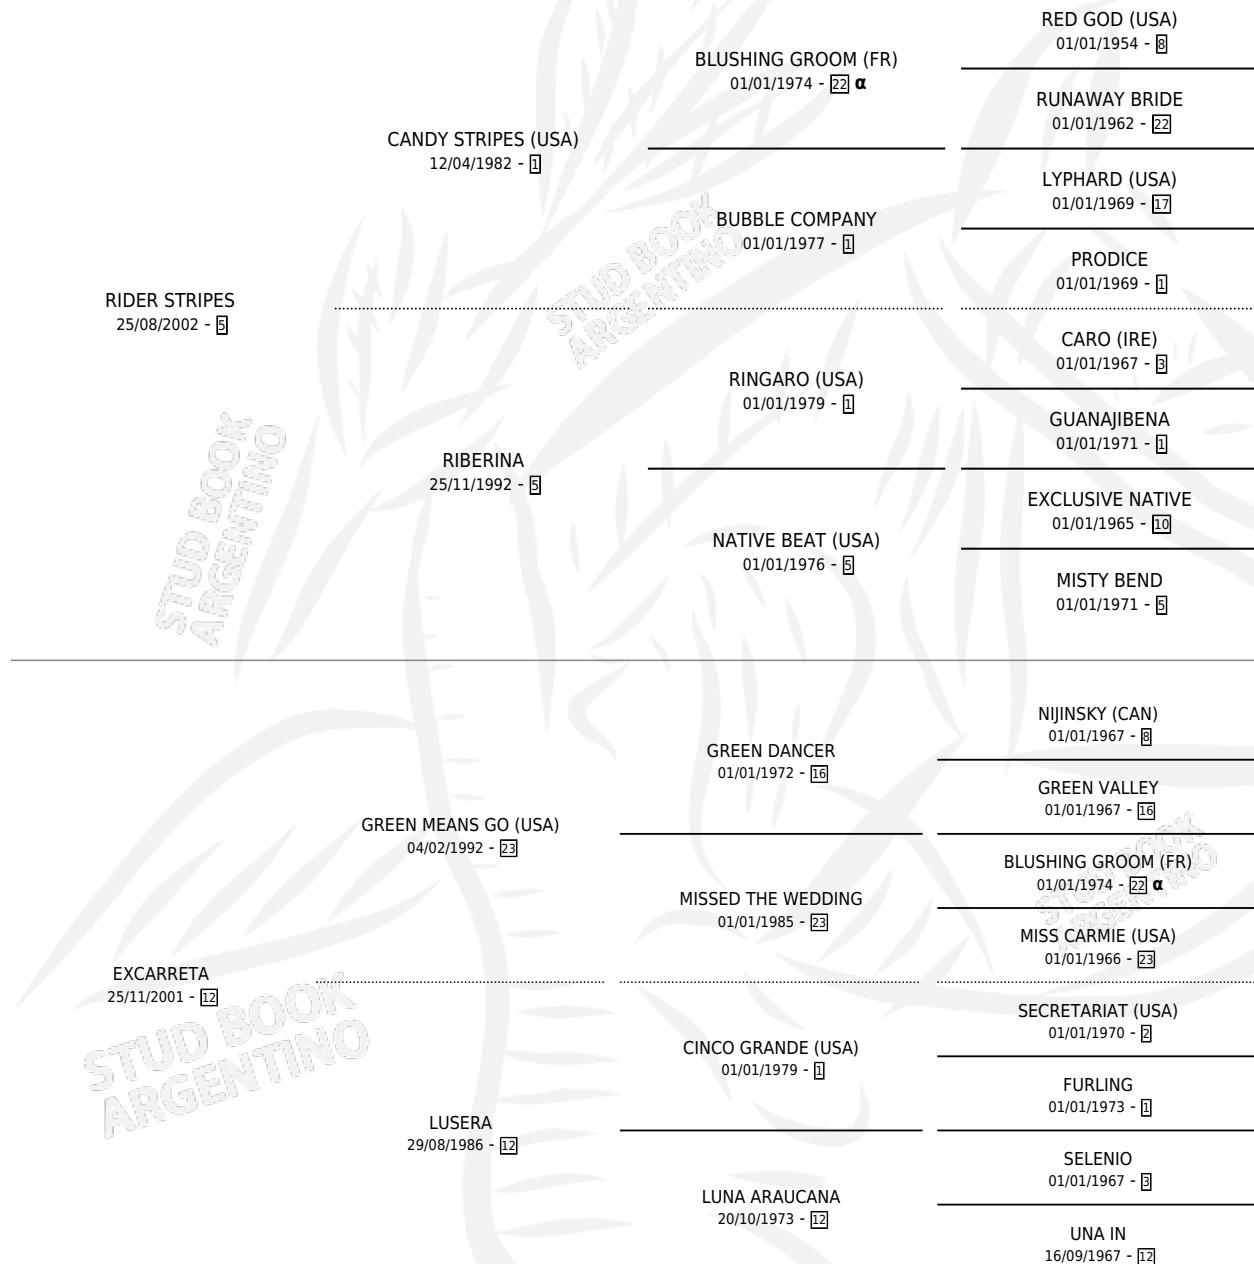 RED GOD (USA)
01/01/1954 - 8
BLUSHING GROOM (FR)
01/01/1974 - 22 α
RUNAWAY BRIDE
01/01/1962 - 22
CANDY STRIPES (USA)
12/04/1982 - 1
LYPHARD (USA)
01/01/1969 - 17
BUBBLE COMPANY
01/01/1977 - 1
PRODICE
01/01/1969 - 1
RIDER STRIPES
25/08/2002 - 5
STUD BOOK
ARGENTINO
CARO (IRE)
01/01/1967 - 3
RINGARO (USA)
01/01/1979 - 1
GUANAJIBENA
01/01/1971 - 1
RIBERINA
25/11/1992 - 5
EXCLUSIVE NATIVE
01/01/1965 - 10
NATIVE BEAT (USA)
01/01/1976 - 5
MISTY BEND
01/01/1971 - 5
STUD BOOK
ARGENTINO
NIJINSKY (CAN)
01/01/1967 - 8
GREEN DANCER
01/01/1972 - 16
GREEN VALLEY
01/01/1967 - 16
GREEN MEANS GO (USA)
04/02/1992 - 23
BLUSHING GROOM (FR)
01/01/1974 - 22 α
STUD BOOK
ARGENTINO
MISSED THE WEDDING
01/01/1985 - 23
MISS CARMIE (USA)
01/01/1966 - 23
EXCARRETA
25/11/2001 - 12
STUD BOOK
ARGENTINO
SECRETARIAT (USA)
01/01/1970 - 2
CINCO GRANDE (USA)
01/01/1979 - 1
FURLING
01/01/1973 - 1
LUSERA
29/08/1986 - 12
SELENIO
01/01/1967 - 3
LUNA ARAUCANA
20/10/1973 - 12
UNA IN
16/09/1967 - 12